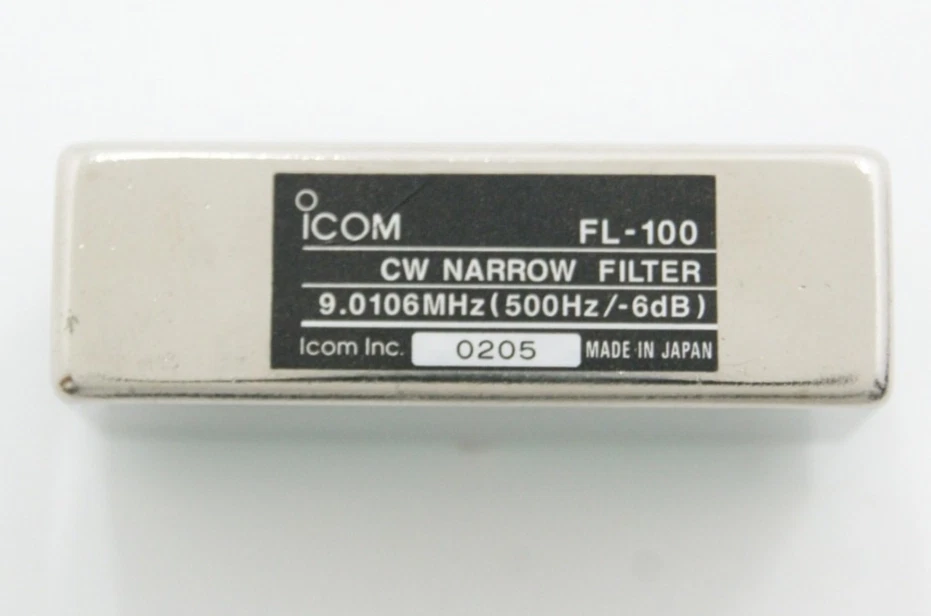 ICOM FL-100
CW NARROW FILTER
9.0106MHz(500Hz/-6dB)
Icom Inc. 0205 MADE IN JAPAN